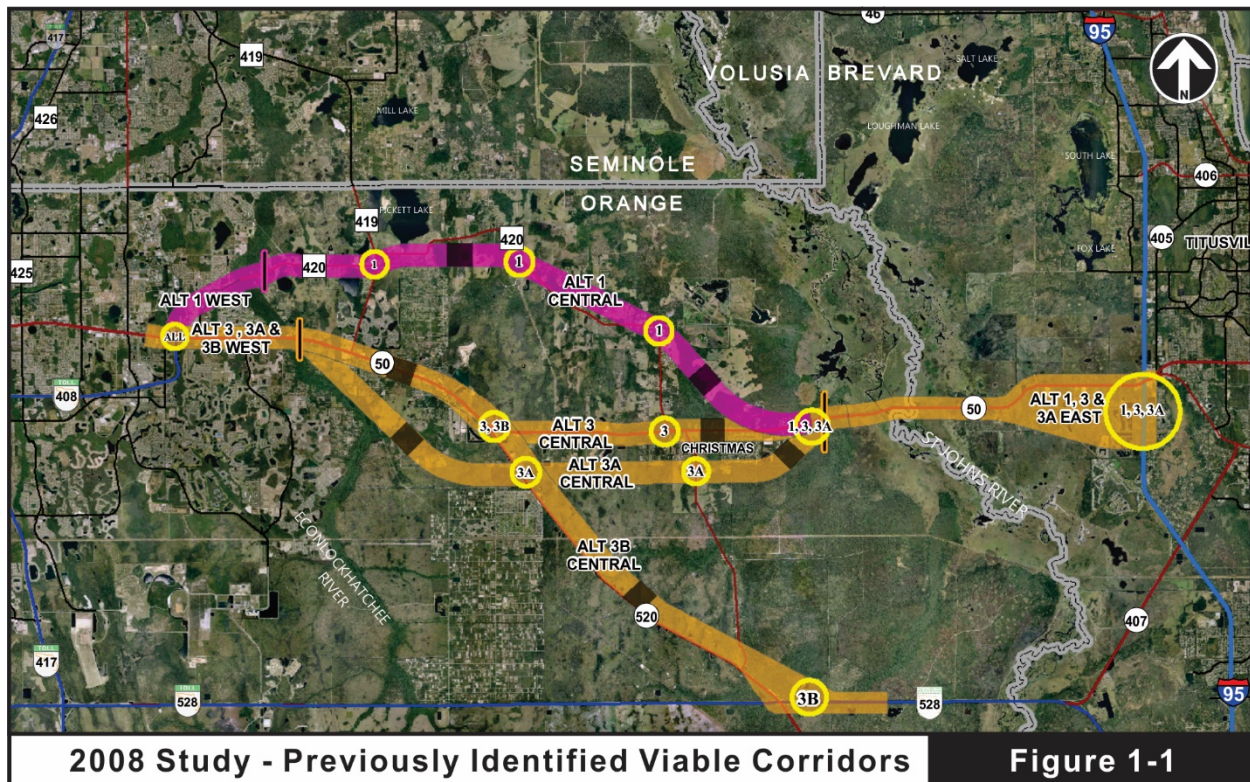 TOLL
417
419
46
95
N
426
MILL LAKE
VOLUSIA BREVARD
SALT LAKE
LOUGHMAN LAKE
SOUTH LAKE
406
SEMINOLE
ORANGE
PICKETT LAKE
419
420
420
425
1
1
405
TITUSVIL
FOX LAKE
ALT 1 WEST
ALT 1
CENTRAL
ALL
ALT 3 , 3A &
3B WEST
1
50
TOLL
408
50
ALT 1, 3 &
3A EAST
1, 3, 3A
3, 3B
ALT 3
CENTRAL
3
1, 3, 3A
CHRISTMAS
3A
ALT 3A
CENTRAL
3A
ST JOHNS RIVER
ECONLOCKHATCHEE
RIVER
ALT 3B
CENTRAL
520
407
TOLL
417
TOLL
528
3B
528
95
2008 Study - Previously Identified Viable Corridors
Figure 1-1